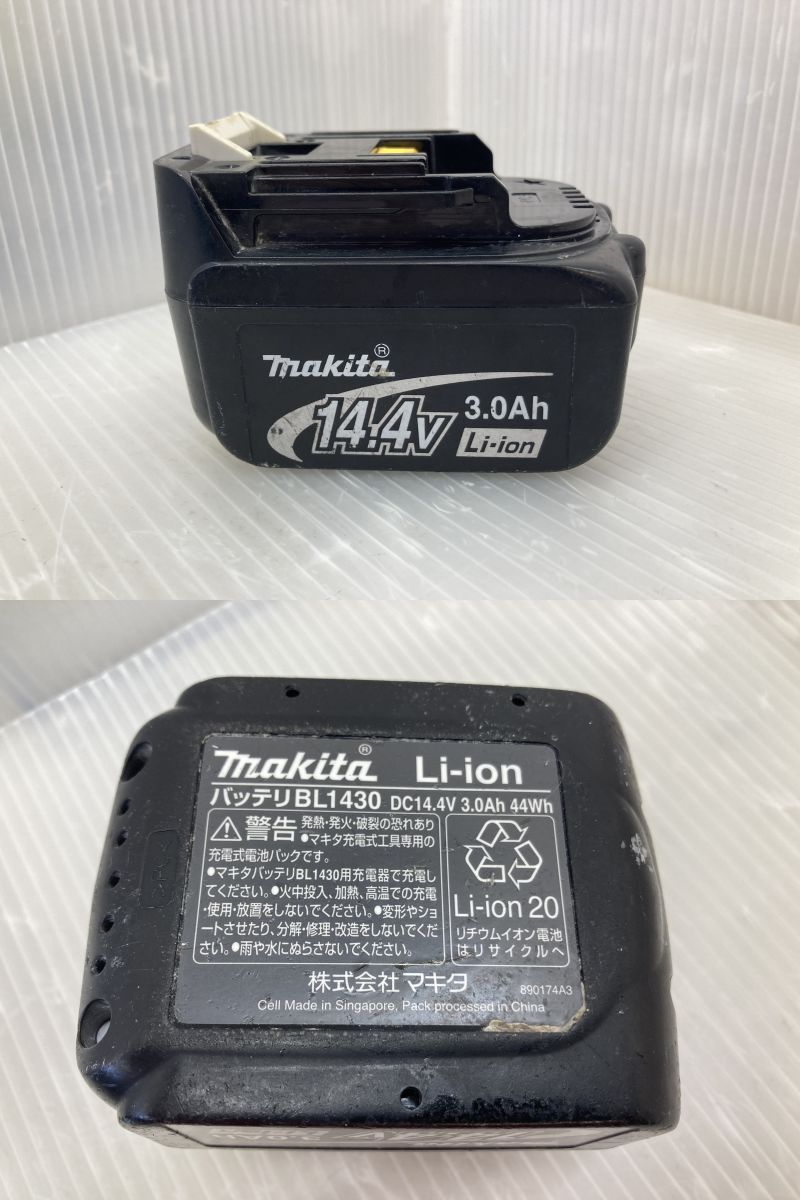 makita®
14.4V 3.0Ah
Li-ion
makita® Li-ion
バッテリBL1430 DC14.4V 3.0Ah 44Wh
警告 発熱・発火・破裂の恐れあり
●マキタ充電式工具専用の
充電式電池パックです。
●マキタバッテリBL1430用充電器で充電し
てください。●火中投入、加熱、高温での充電
・使用・放置をしないでください。●変形やショ
ートさせたり、分解・修理・改造をしないでくだ
さい。●雨や水にぬらさないでください。
Li-ion 20
リチウムイオン電池
はリサイクルへ
株式会社マキタ
890174A3
Cell Made in Singapore, Pack processed in China